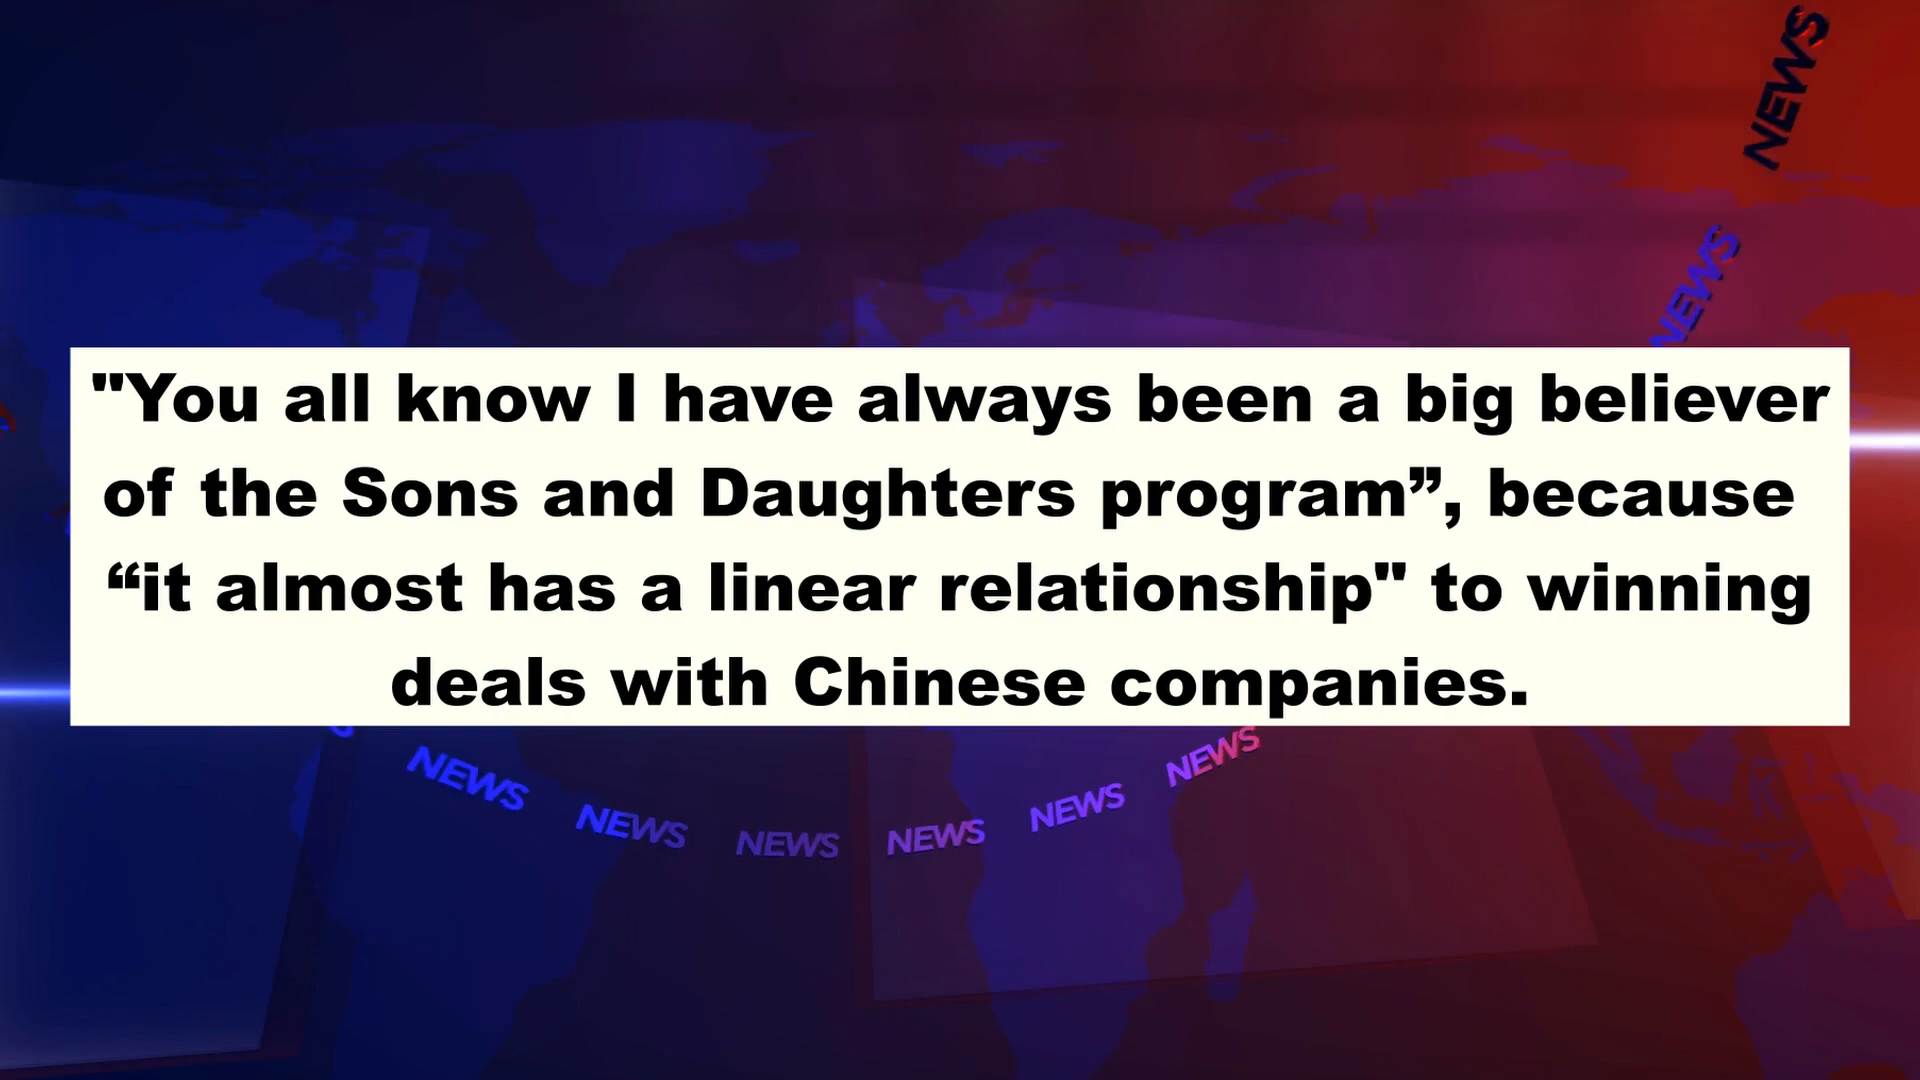 NEWS
NEWS
"You all know I have always been a big believer
of the Sons and Daughters program”, because
“it almost has a linear relationship" to winning
deals with Chinese companies.
NEWS
NEWS
NEWS
NEWS
NEWS
NEWS